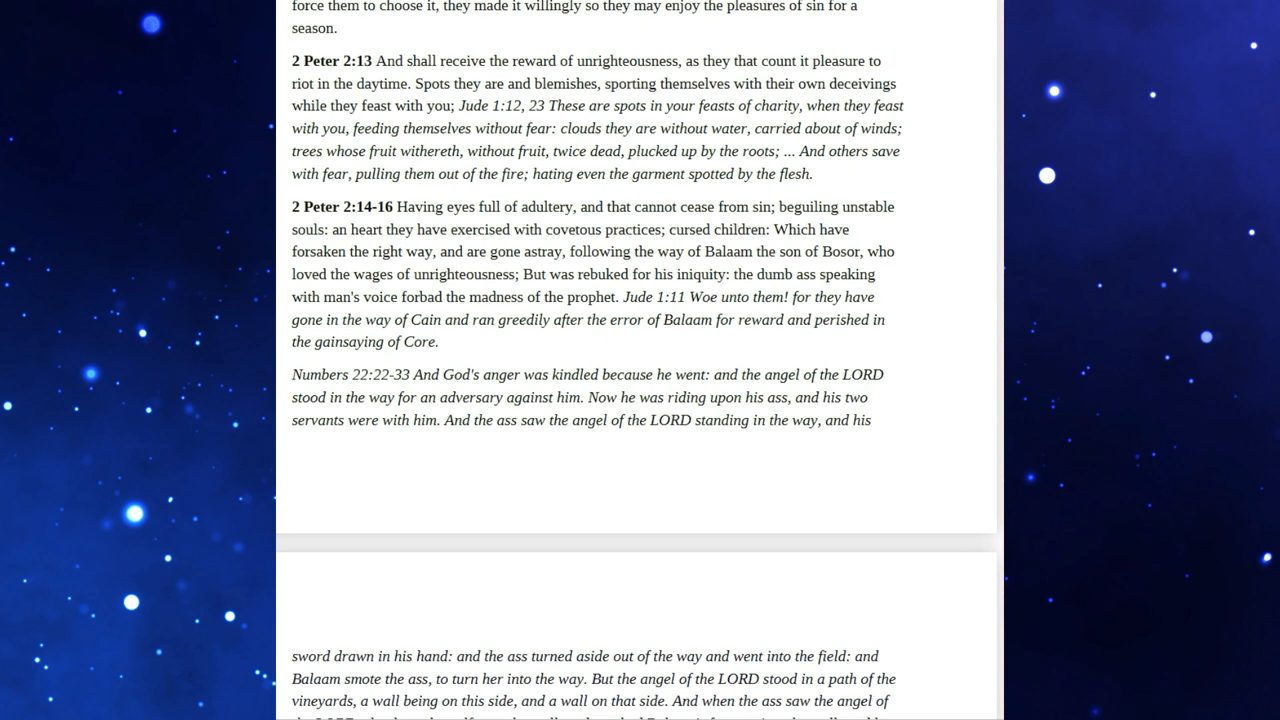 force them to choose it, they made it willingly so they may enjoy the pleasures of sin for a
season.
2 Peter 2:13 And shall receive the reward of unrighteousness, as they that count it pleasure to
riot in the daytime. Spots they are and blemishes, sporting themselves with their own deceivings
while they feast with you; Jude 1:12, 23 These are spots in your feasts of charity, when they feast
with you, feeding themselves without fear: clouds they are without water, carried about of winds;
trees whose fruit withereth, without fruit, twice dead, plucked up by the roots; ... And others save
with fear, pulling them out of the fire; hating even the garment spotted by the flesh.
2 Peter 2:14-16 Having eyes full of adultery, and that cannot cease from sin; beguiling unstable
souls: an heart they have exercised with covetous practices; cursed children: Which have
forsaken the right way, and are gone astray, following the way of Balaam the son of Bosor, who
loved the wages of unrighteousness; But was rebuked for his iniquity: the dumb ass speaking
with man's voice forbad the madness of the prophet. Jude 1:11 Woe unto them! for they have
gone in the way of Cain and ran greedily after the error of Balaam for reward and perished in
the gainsaying of Core.
Numbers 22:22-33 And God's anger was kindled because he went: and the angel of the LORD
stood in the way for an adversary against him. Now he was riding upon his ass, and his two
servants were with him. And the ass saw the angel of the LORD standing in the way, and his
sword drawn in his hand: and the ass turned aside out of the way and went into the field: and
Balaam smote the ass, to turn her into the way. But the angel of the LORD stood in a path of the
vineyards, a wall being on this side, and a wall on that side. And when the ass saw the angel of